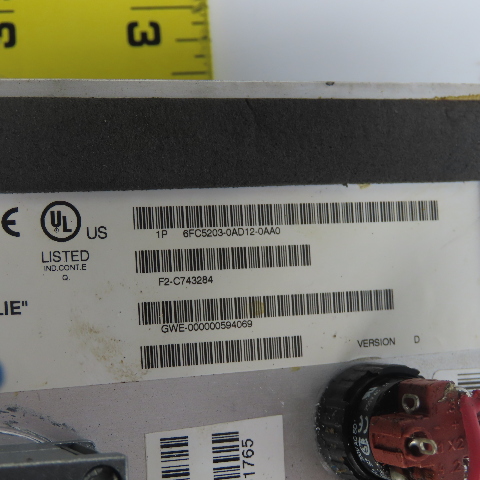 3
CE
UL US
LISTED
IND.CONT.E
Q.
1P 6FC5203-0AD12-0AA0
F2-C743284
LIE"
GWE-000000594069
VERSION D
1765